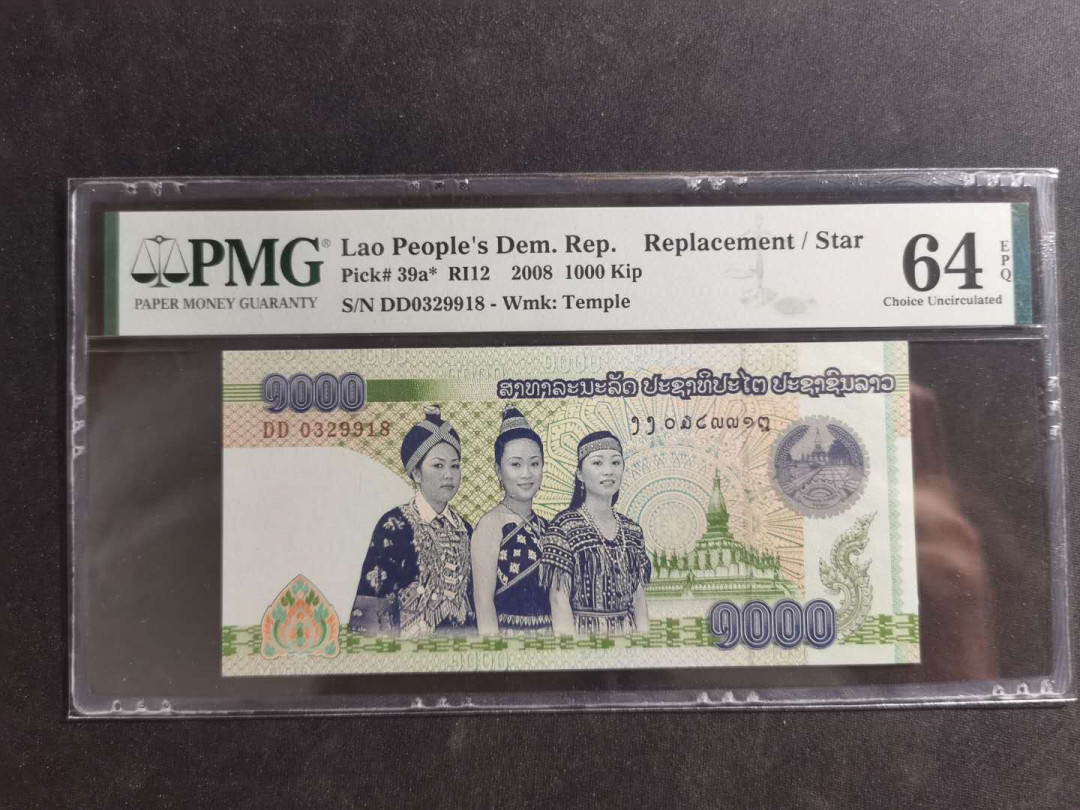 PMG®
PAPER MONEY GUARANTY
Lao People's Dem. Rep. Replacement / Star
Pick# 39a* RI12 2008 1000 Kip
S/N DD0329918 - Wmk: Temple
64
EPQ
Choice Uncirculated
໑໐໐໐
ສາທາລະນະລັດ ປະຊາທິປະໄຕ ປະຊາຊົນລາວ
DD 0329918
໑໐໐໐